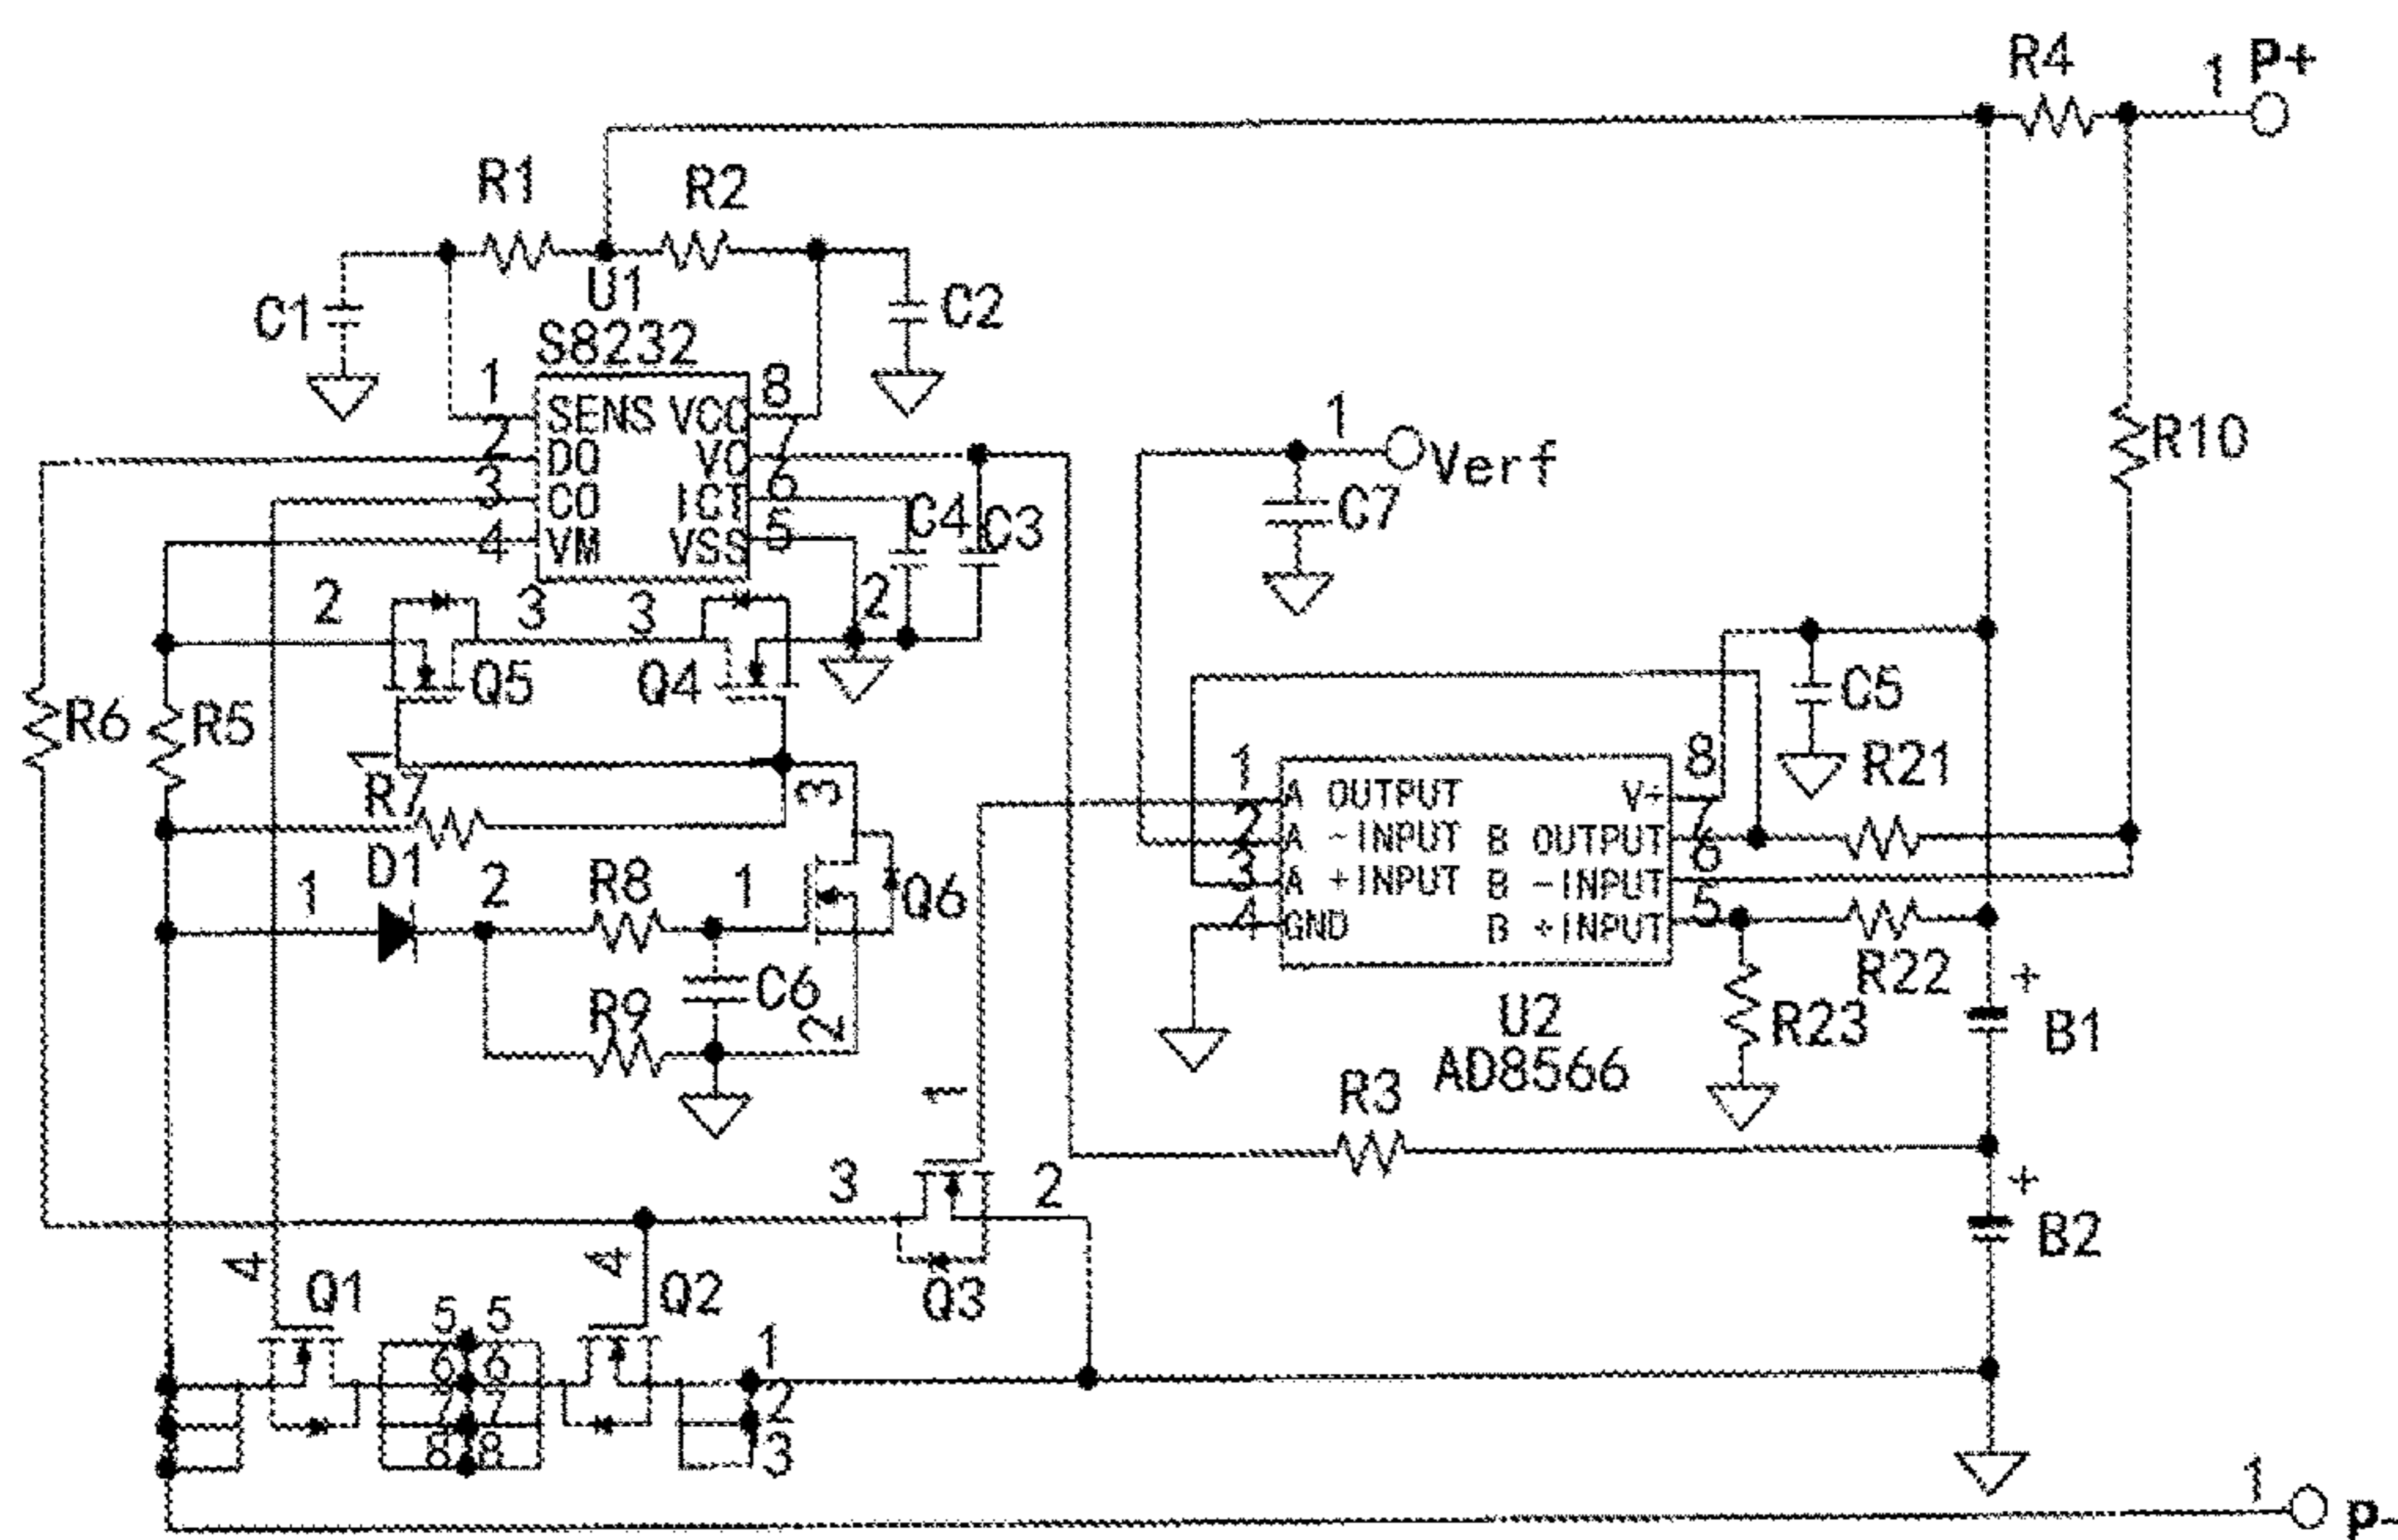 R4
1 P+
R1
R2
U1
S8232
C1
C2
1
8
SENS VCC
2
7
DO VC
3
6
CO ICT
4
5
VM VSS
C4
C3
1
Verf
C7
R10
2
3
3
2
Q5
Q4
R6
R5
C5
1
R7
3
R21
1
8
A OUTPUT V+
2
7
A -INPUT B OUTPUT
3
6
A +INPUT B -INPUT
4
5
GND B +INPUT
D1
1
2
R8
1
Q6
R9
C6
2
R22
R23
U2
AD8566
+
B1
1
R3
3
2
+
B2
4
Q1
5 5
6 6
7 7
8 8
4
Q2
Q3
1
2
3
1
P-